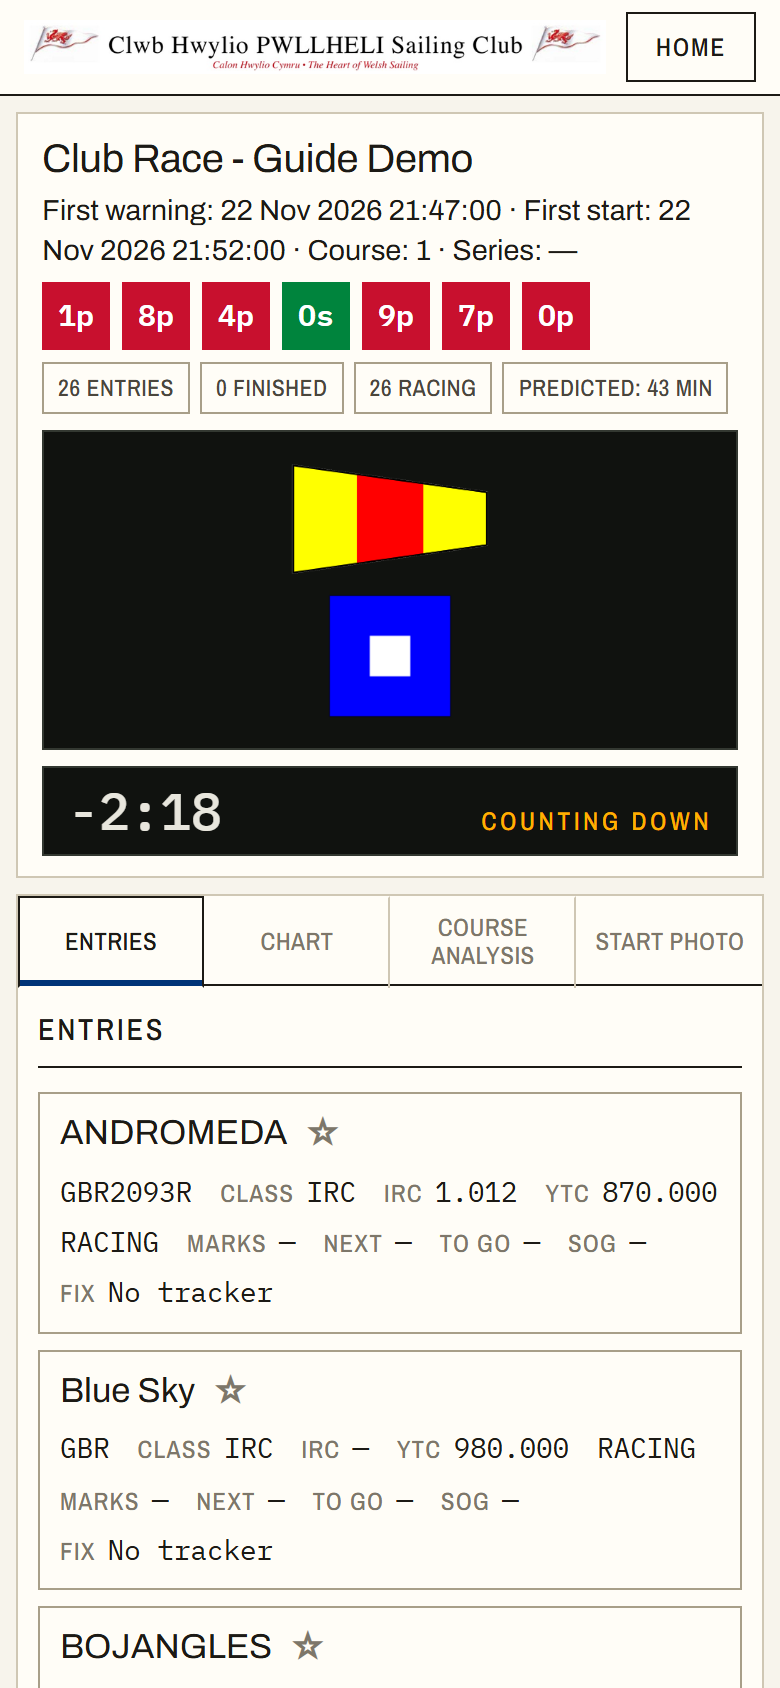 Clwb Hwylio PWLLHELI Sailing Club
Calon Hwylio Cymru • The Heart of Welsh Sailing
HOME
Club Race - Guide Demo
First warning: 22 Nov 2026 21:47:00 · First start: 22
Nov 2026 21:52:00 · Course: 1 · Series: —
1p 8p 4p 0s 9p 7p 0p
26 ENTRIES 0 FINISHED 26 RACING PREDICTED: 43 MIN
-2:18 COUNTING DOWN
ENTRIES CHART COURSE ANALYSIS START PHOTO
ENTRIES
ANDROMEDA ☆
GBR2093R CLASS IRC IRC 1.012 YTC 870.000
RACING MARKS — NEXT — TO GO — SOG —
FIX No tracker
Blue Sky ☆
GBR CLASS IRC IRC — YTC 980.000 RACING
MARKS — NEXT — TO GO — SOG —
FIX No tracker
BOJANGLES ☆